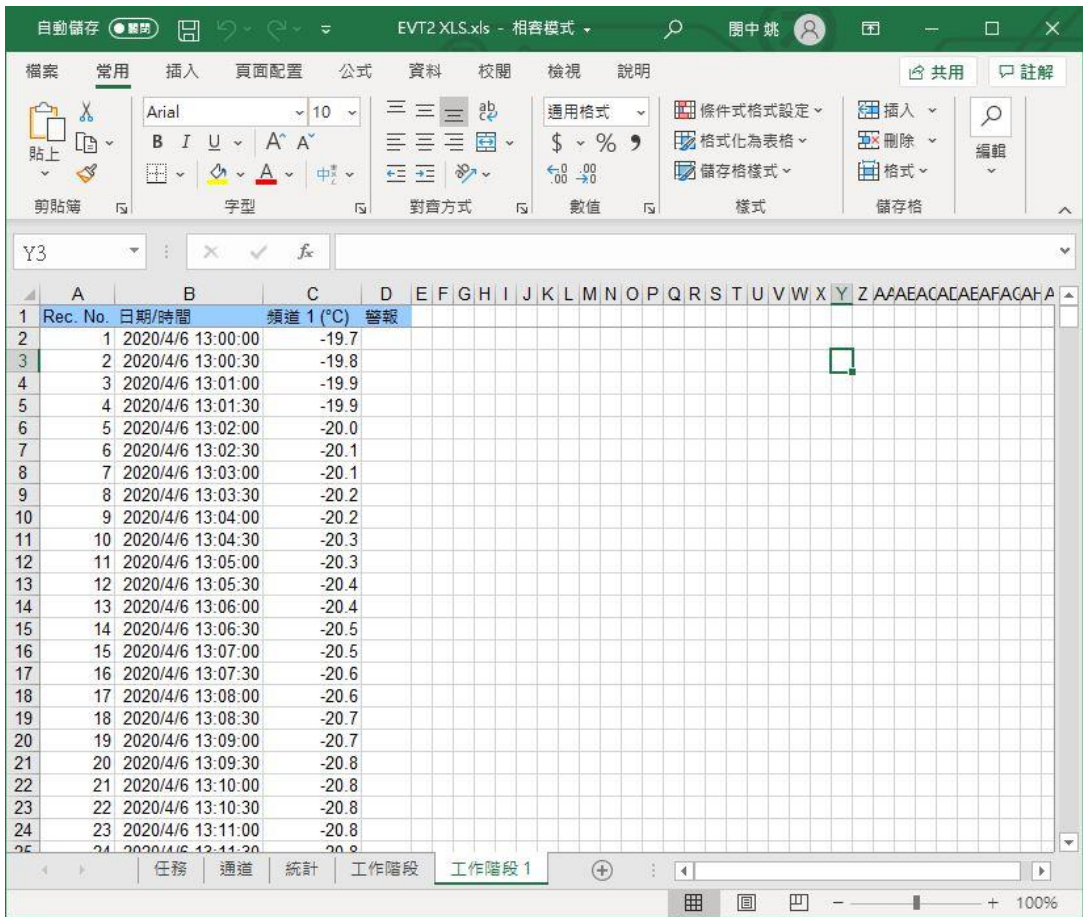 自動儲存 關閉 EVT2 XLS.xls - 相容模式 閔中 姚
檔案 常用 插入 頁面配置 公式 資料 校閱 檢視 說明 共用 註解
貼上 Arial 10 B I U A A A 中 ab c 通用格式 $ % 條件式格式設定 格式化為表格 儲存格樣式 插入 刪除 格式 編輯
剪貼簿 字型 對齊方式 數值 樣式 儲存格
Y3 fx
A B C D E F G H I J K L M N O P Q R S T U V W X Y Z
1 Rec. No. 日期/時間 頻道 1 (°C) 警報
2 1 2020/4/6 13:00:00 -19.7
3 2 2020/4/6 13:00:30 -19.8
4 3 2020/4/6 13:01:00 -19.9
5 4 2020/4/6 13:01:30 -19.9
6 5 2020/4/6 13:02:00 -20.0
7 6 2020/4/6 13:02:30 -20.1
8 7 2020/4/6 13:03:00 -20.1
9 8 2020/4/6 13:03:30 -20.2
10 9 2020/4/6 13:04:00 -20.2
11 10 2020/4/6 13:04:30 -20.3
12 11 2020/4/6 13:05:00 -20.3
13 12 2020/4/6 13:05:30 -20.4
14 13 2020/4/6 13:06:00 -20.4
15 14 2020/4/6 13:06:30 -20.5
16 15 2020/4/6 13:07:00 -20.5
17 16 2020/4/6 13:07:30 -20.6
18 17 2020/4/6 13:08:00 -20.6
19 18 2020/4/6 13:08:30 -20.7
20 19 2020/4/6 13:09:00 -20.7
21 20 2020/4/6 13:09:30 -20.8
22 21 2020/4/6 13:10:00 -20.8
23 22 2020/4/6 13:10:30 -20.8
24 23 2020/4/6 13:11:00 -20.8
任務 通道 統計 工作階段 工作階段 1
100%